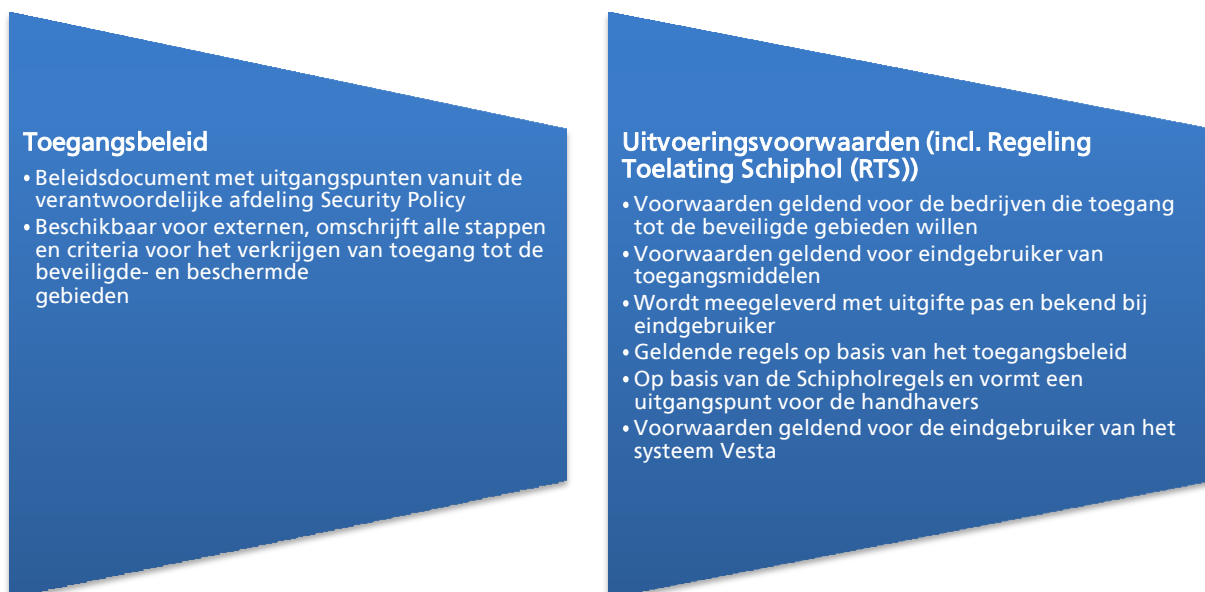 Toegangsbeleid
• Beleidsdocument met uitgangspunten vanuit de
verantwoordelijke afdeling Security Policy
• Beschikbaar voor externen, omschrijft alle stappen
en criteria voor het verkrijgen van toegang tot de
beveiligde- en beschermde
gebieden
Uitvoeringsvoorwaarden (incl. Regeling
Toelating Schiphol (RTS))
• Voorwaarden geldend voor de bedrijven die toegang
tot de beveiligde gebieden willen
• Voorwaarden geldend voor eindgebruiker van
toegangsmiddelen
• Wordt meegeleverd met uitgifte pas en bekend bij
eindgebruiker
• Geldende regels op basis van het toegangsbeleid
• Op basis van de Schipholregels en vormt een
uitgangspunt voor de handhavers
• Voorwaarden geldend voor de eindgebruiker van het
systeem Vesta